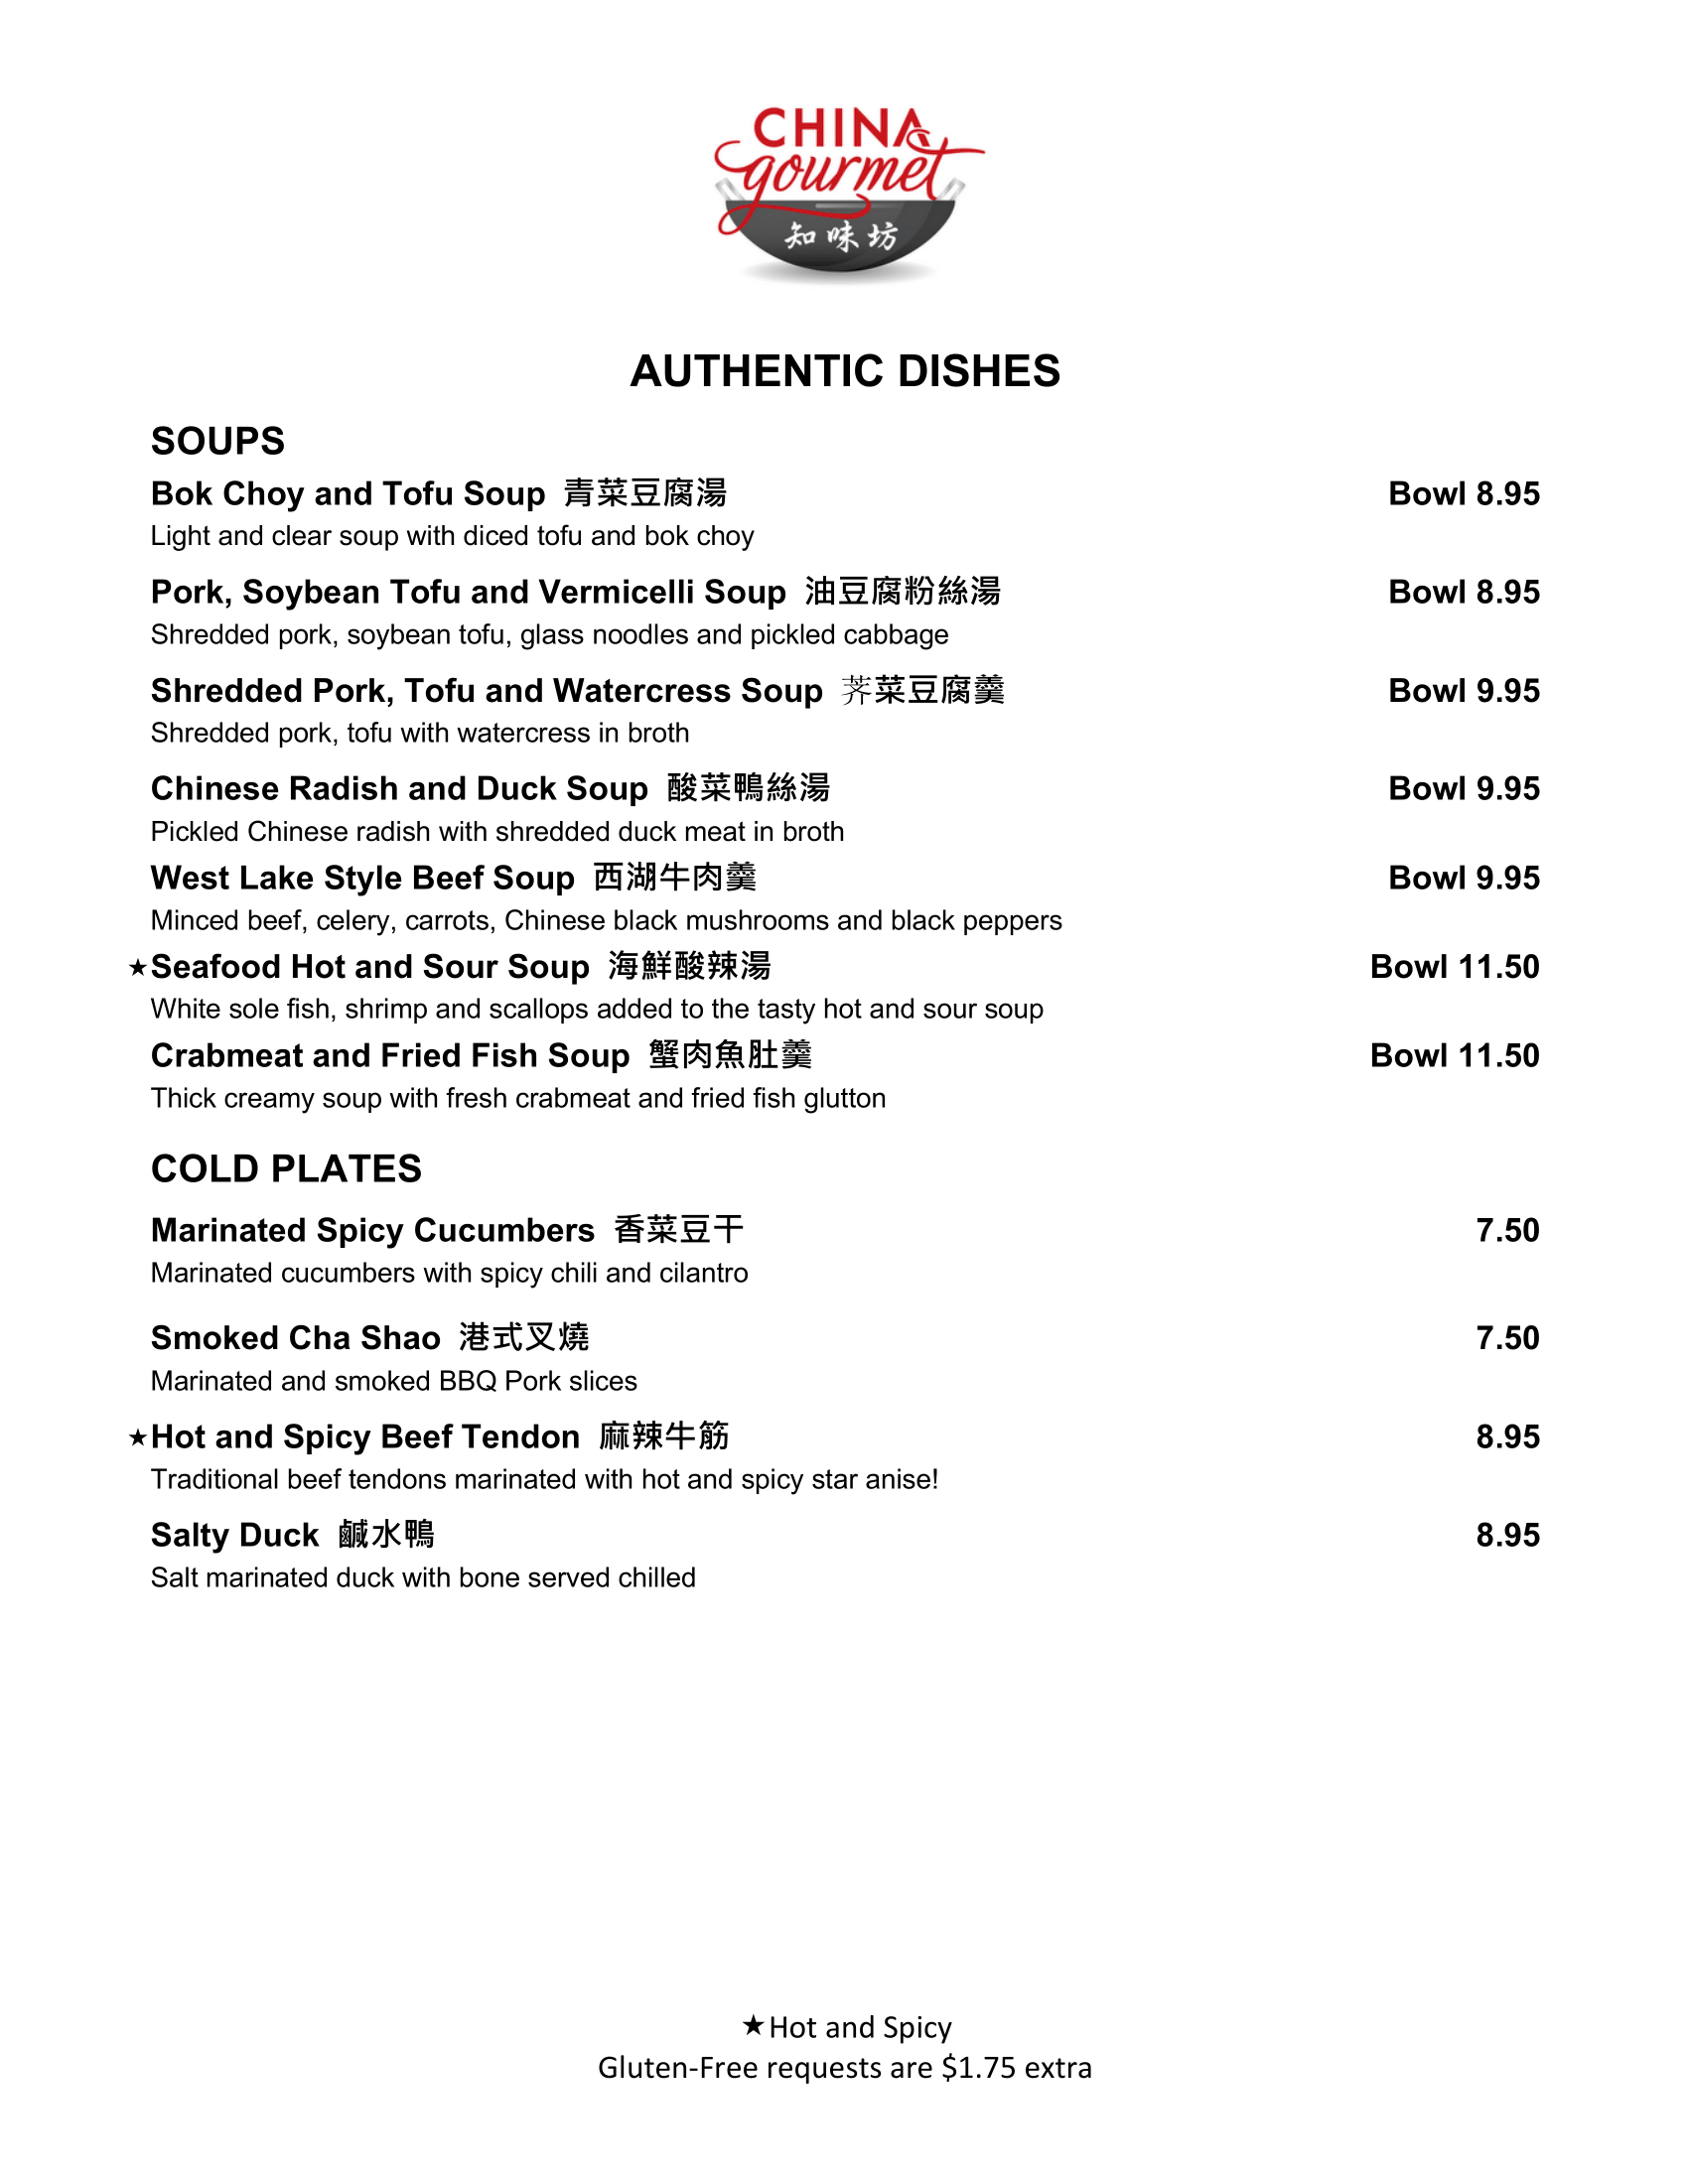 CHINA
gourmet
知味坊
AUTHENTIC DISHES
SOUPS
Bok Choy and Tofu Soup 青菜豆腐湯 Bowl 8.95
Light and clear soup with diced tofu and bok choy
Pork, Soybean Tofu and Vermicelli Soup 油豆腐粉絲湯 Bowl 8.95
Shredded pork, soybean tofu, glass noodles and pickled cabbage
Shredded Pork, Tofu and Watercress Soup 荠菜豆腐羹 Bowl 9.95
Shredded pork, tofu with watercress in broth
Chinese Radish and Duck Soup 酸菜鴨絲湯 Bowl 9.95
Pickled Chinese radish with shredded duck meat in broth
West Lake Style Beef Soup 西湖牛肉羹 Bowl 9.95
Minced beef, celery, carrots, Chinese black mushrooms and black peppers
★Seafood Hot and Sour Soup 海鮮酸辣湯 Bowl 11.50
White sole fish, shrimp and scallops added to the tasty hot and sour soup
Crabmeat and Fried Fish Soup 蟹肉魚肚羹 Bowl 11.50
Thick creamy soup with fresh crabmeat and fried fish glutton
COLD PLATES
Marinated Spicy Cucumbers 香菜豆干 7.50
Marinated cucumbers with spicy chili and cilantro
Smoked Cha Shao 港式叉燒 7.50
Marinated and smoked BBQ Pork slices
★Hot and Spicy Beef Tendon 麻辣牛筋 8.95
Traditional beef tendons marinated with hot and spicy star anise!
Salty Duck 鹹水鴨 8.95
Salt marinated duck with bone served chilled
★Hot and Spicy
Gluten-Free requests are $1.75 extra